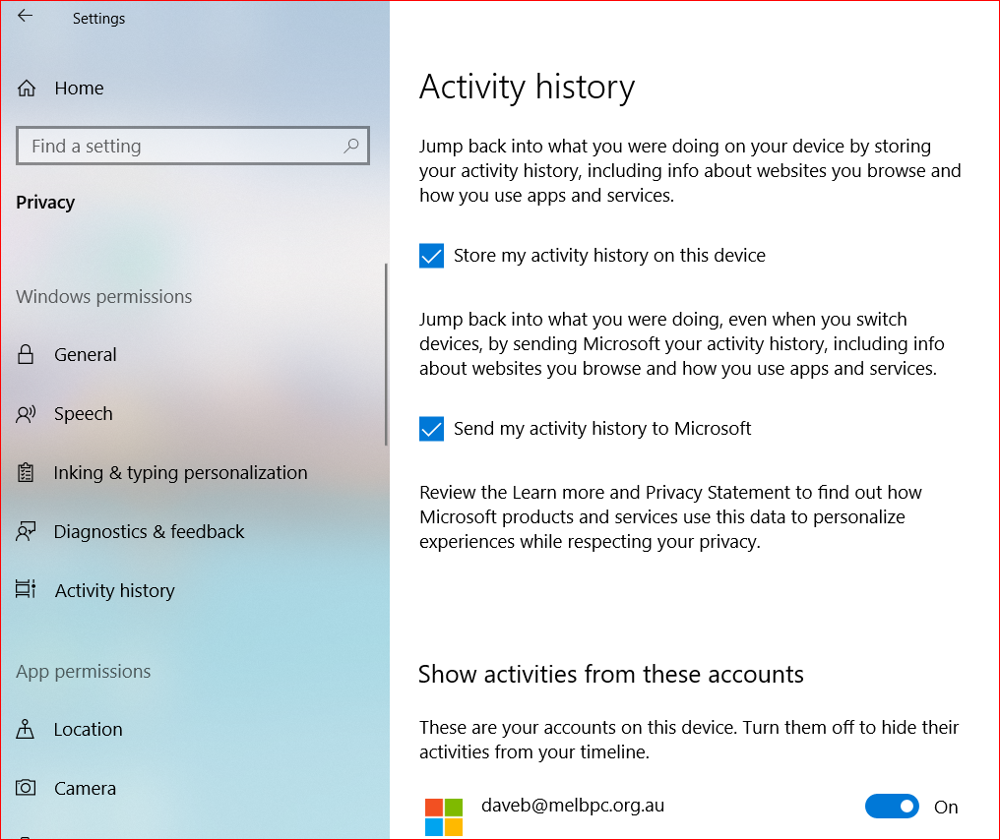 Settings
Home
Find a setting
Privacy
Windows permissions
General
Speech
Inking & typing personalization
Diagnostics & feedback
Activity history
App permissions
Location
Camera
Activity history
Jump back into what you were doing on your device by storing
your activity history, including info about websites you browse and
how you use apps and services.
Store my activity history on this device
Jump back into what you were doing, even when you switch
devices, by sending Microsoft your activity history, including info
about websites you browse and how you use apps and services.
Send my activity history to Microsoft
Review the Learn more and Privacy Statement to find out how
Microsoft products and services use this data to personalize
experiences while respecting your privacy.
Show activities from these accounts
These are your accounts on this device. Turn them off to hide their
activities from your timeline.
daveb@melbpc.org.au
On